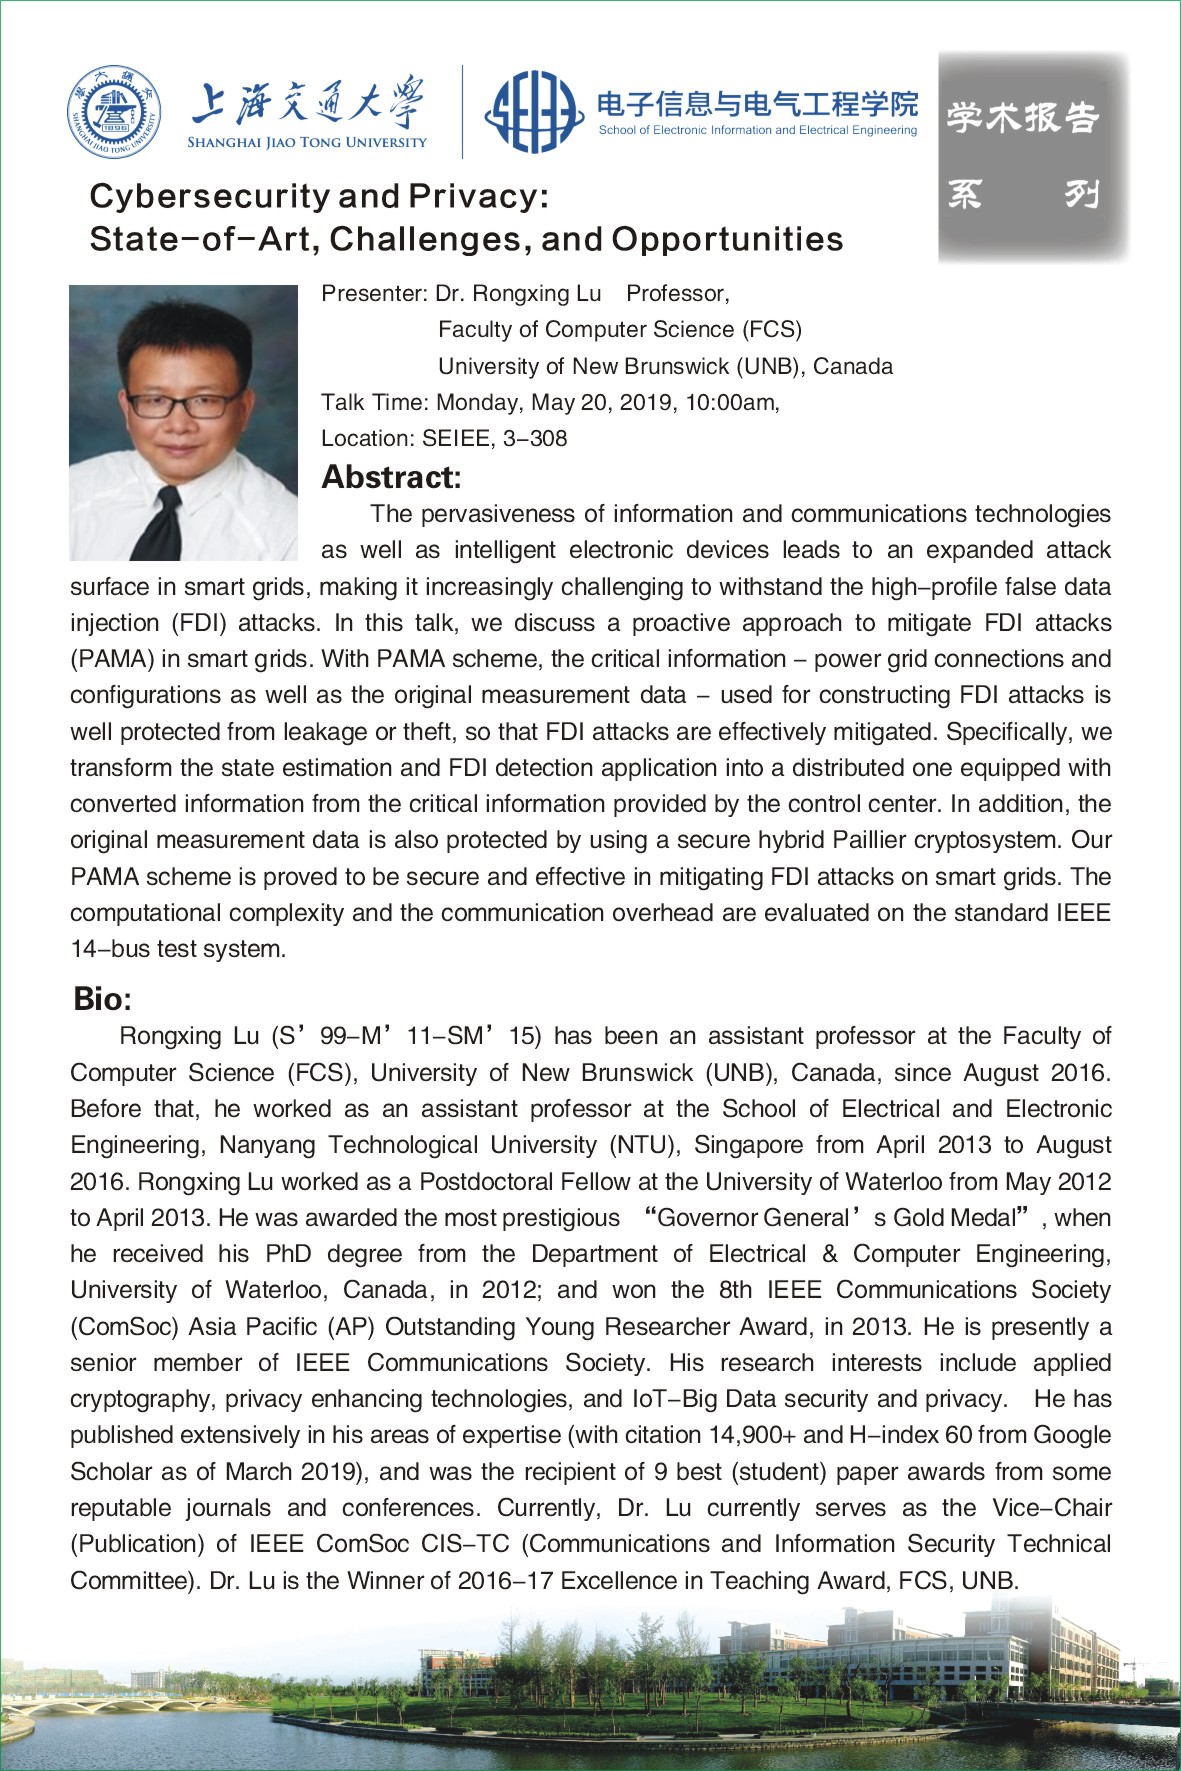 上海交通大学
SHANGHAI JIAO TONG UNIVERSITY
1896
SHANGHAI JIAO TONG UNIVERSITY
SEIEE
电子信息与电气工程学院
School of Electronic Information and Electrical Engineering
学术报告
系 列
Cybersecurity and Privacy:
State-of-Art, Challenges, and Opportunities
Presenter: Dr. Rongxing Lu Professor,
Faculty of Computer Science (FCS)
University of New Brunswick (UNB), Canada
Talk Time: Monday, May 20, 2019, 10:00am,
Location: SEIEE, 3-308
Abstract:
The pervasiveness of information and communications technologies
as well as intelligent electronic devices leads to an expanded attack
surface in smart grids, making it increasingly challenging to withstand the high-profile false data
injection (FDI) attacks. In this talk, we discuss a proactive approach to mitigate FDI attacks
(PAMA) in smart grids. With PAMA scheme, the critical information - power grid connections and
configurations as well as the original measurement data - used for constructing FDI attacks is
well protected from leakage or theft, so that FDI attacks are effectively mitigated. Specifically, we
transform the state estimation and FDI detection application into a distributed one equipped with
converted information from the critical information provided by the control center. In addition, the
original measurement data is also protected by using a secure hybrid Paillier cryptosystem. Our
PAMA scheme is proved to be secure and effective in mitigating FDI attacks on smart grids. The
computational complexity and the communication overhead are evaluated on the standard IEEE
14-bus test system.
Bio:
Rongxing Lu (S’99-M’11-SM’15) has been an assistant professor at the Faculty of
Computer Science (FCS), University of New Brunswick (UNB), Canada, since August 2016.
Before that, he worked as an assistant professor at the School of Electrical and Electronic
Engineering, Nanyang Technological University (NTU), Singapore from April 2013 to August
2016. Rongxing Lu worked as a Postdoctoral Fellow at the University of Waterloo from May 2012
to April 2013. He was awarded the most prestigious “Governor General’s Gold Medal”, when
he received his PhD degree from the Department of Electrical & Computer Engineering,
University of Waterloo, Canada, in 2012; and won the 8th IEEE Communications Society
(ComSoc) Asia Pacific (AP) Outstanding Young Researcher Award, in 2013. He is presently a
senior member of IEEE Communications Society. His research interests include applied
cryptography, privacy enhancing technologies, and IoT-Big Data security and privacy. He has
published extensively in his areas of expertise (with citation 14,900+ and H-index 60 from Google
Scholar as of March 2019), and was the recipient of 9 best (student) paper awards from some
reputable journals and conferences. Currently, Dr. Lu currently serves as the Vice-Chair
(Publication) of IEEE ComSoc CIS-TC (Communications and Information Security Technical
Committee). Dr. Lu is the Winner of 2016-17 Excellence in Teaching Award, FCS, UNB.